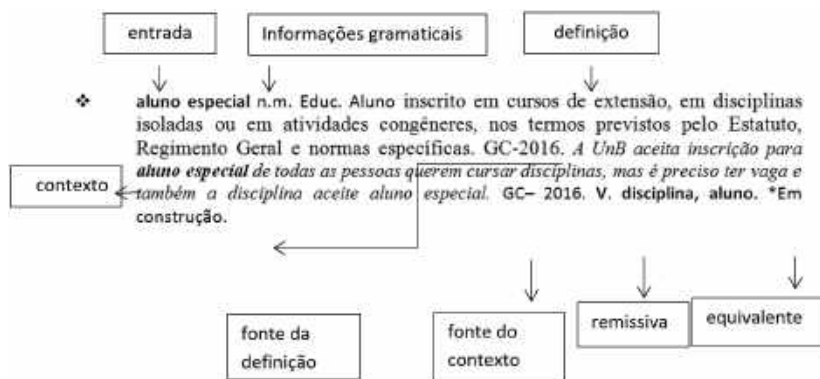 entrada
Informações gramaticais
definição
❖ aluno especial n.m. Educ. Aluno inscrito em cursos de extensão, em disciplinas
isoladas ou em atividades congêneres, nos termos previstos pelo Estatuto,
Regimento Geral e normas específicas. GC-2016. A UnB aceita inscrição para
aluno especial de todas as pessoas querem cursar disciplinas, mas é preciso ter vaga e
também a disciplina aceite aluno especial. GC– 2016. V. disciplina, aluno. *Em
construção.
contexto
fonte da
definição
fonte do
contexto
remissiva
equivalente